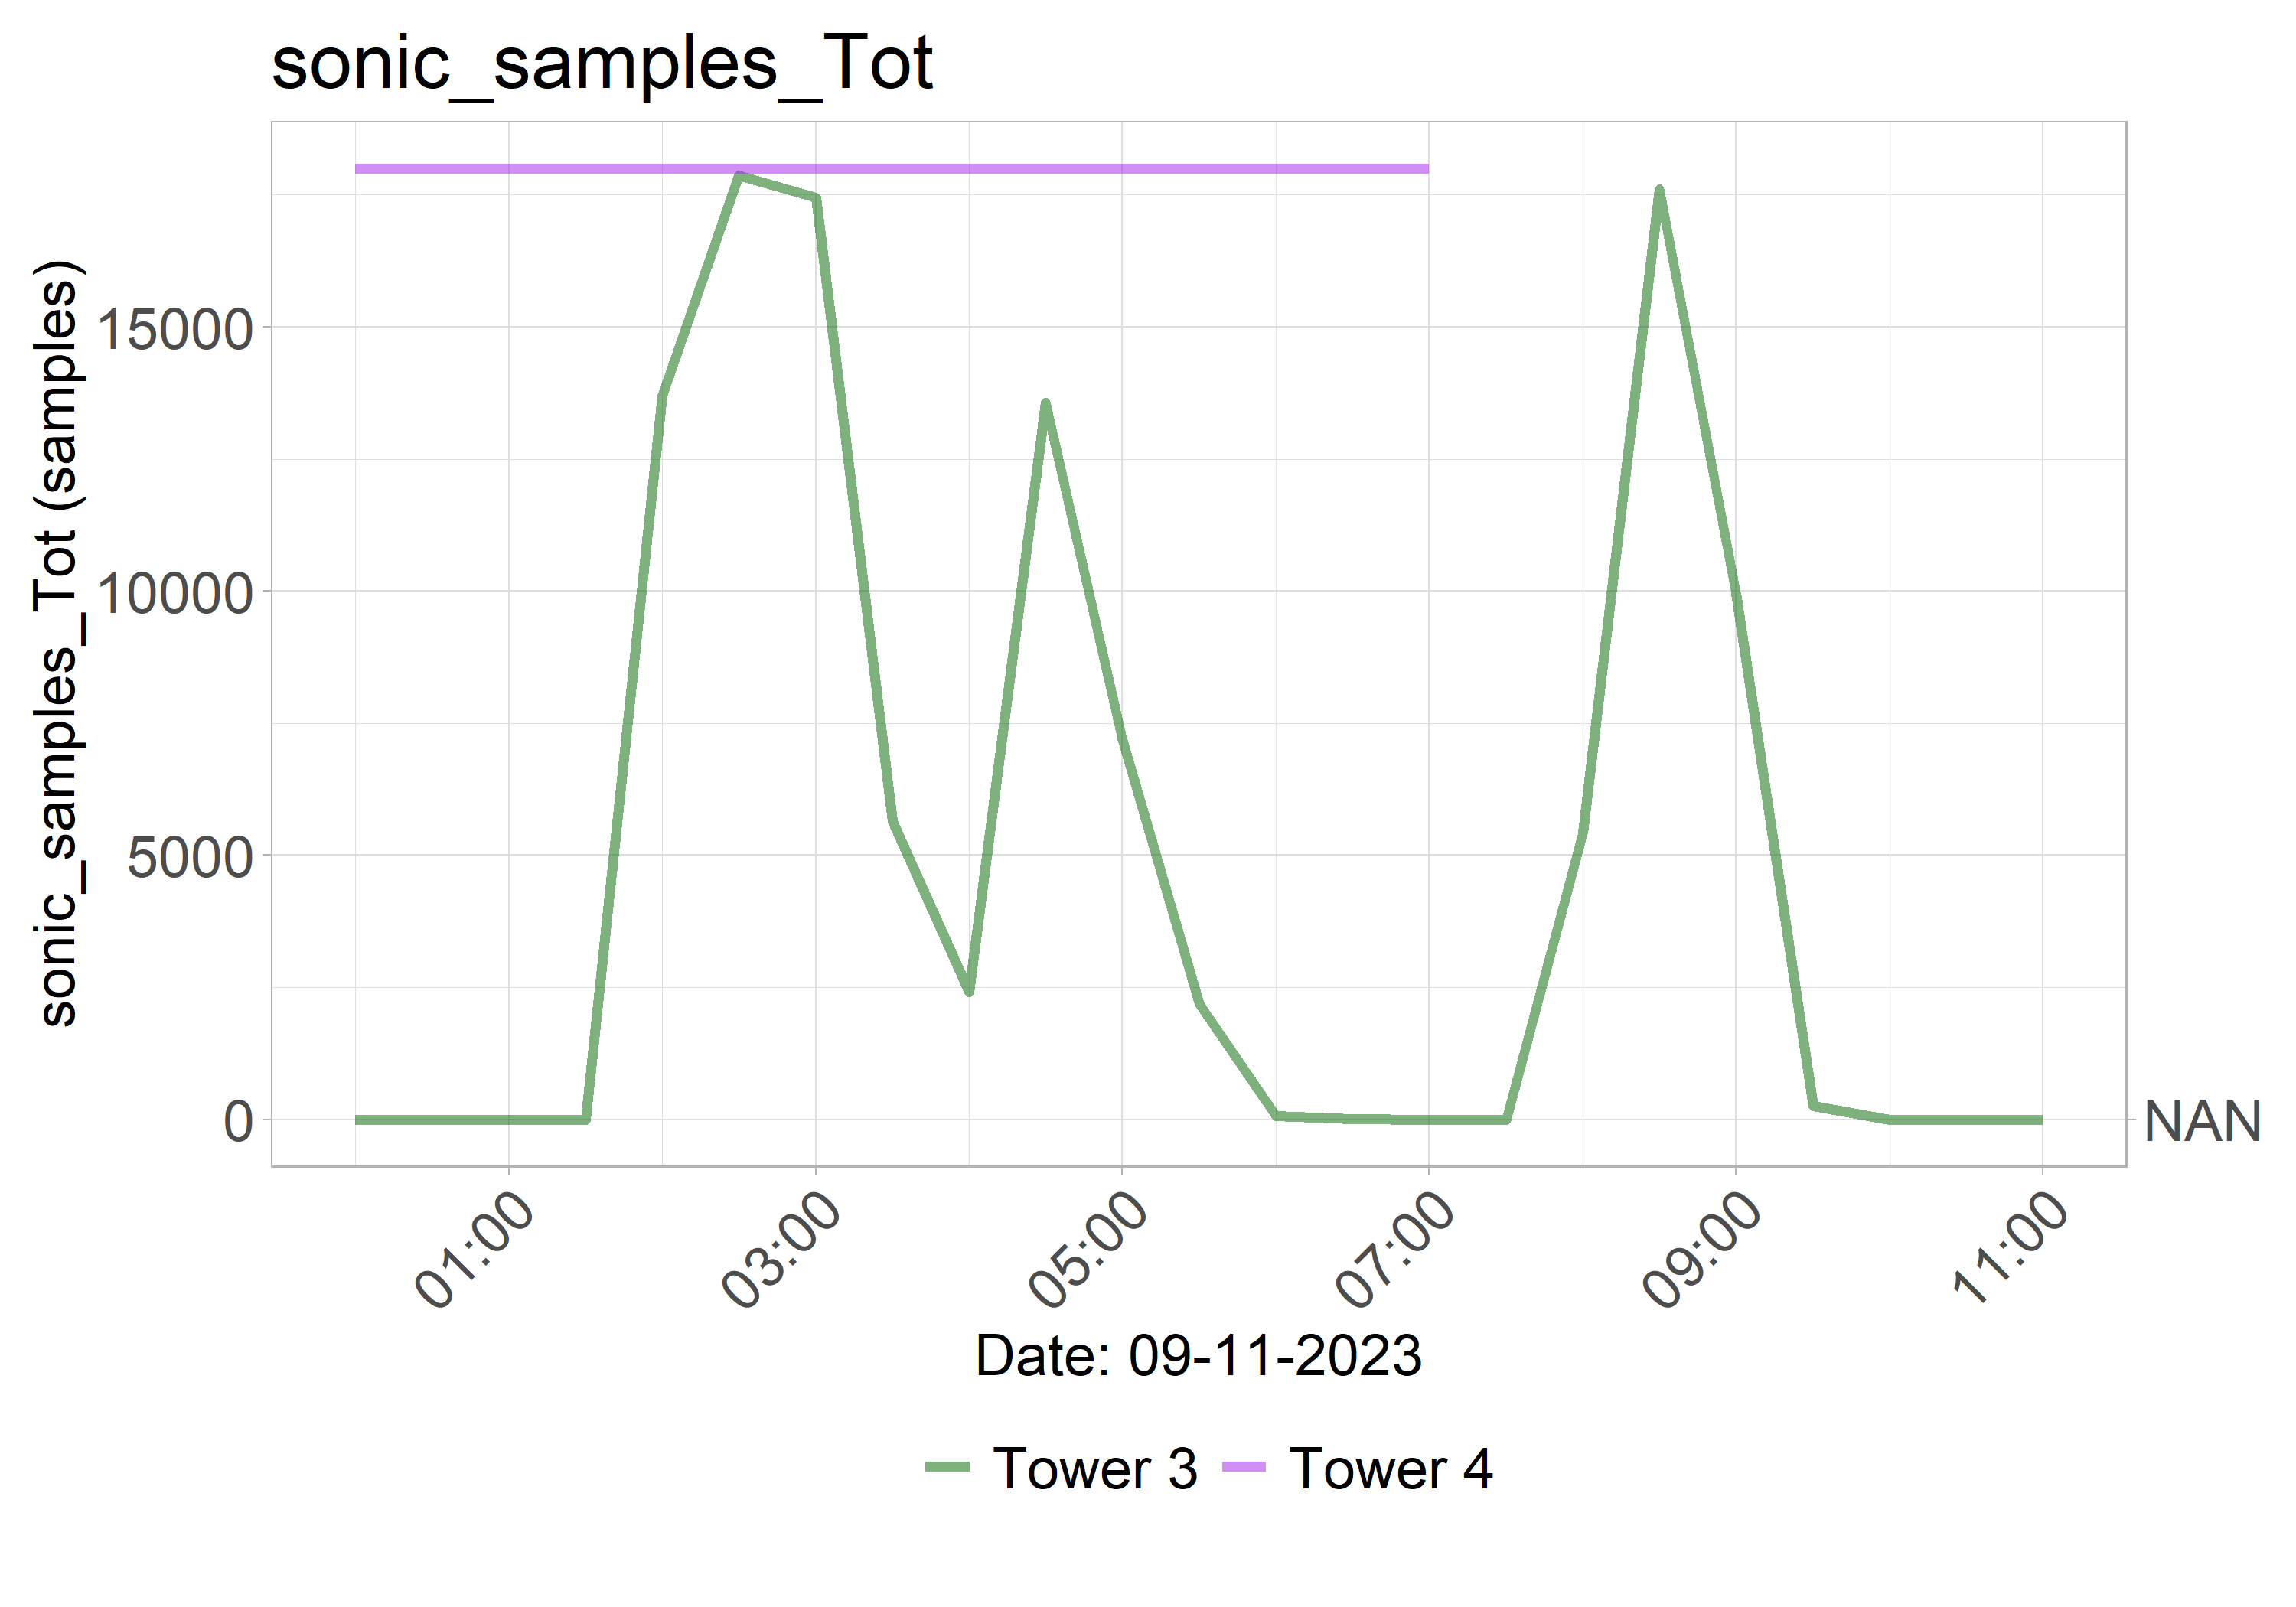 sonic_samples_Tot
sonic_samples_Tot (samples)
15000
10000
5000
0
NAN
01:00
03:00
05:00
07:00
09:00
11:00
Date: 09-11-2023
Tower 3
Tower 4